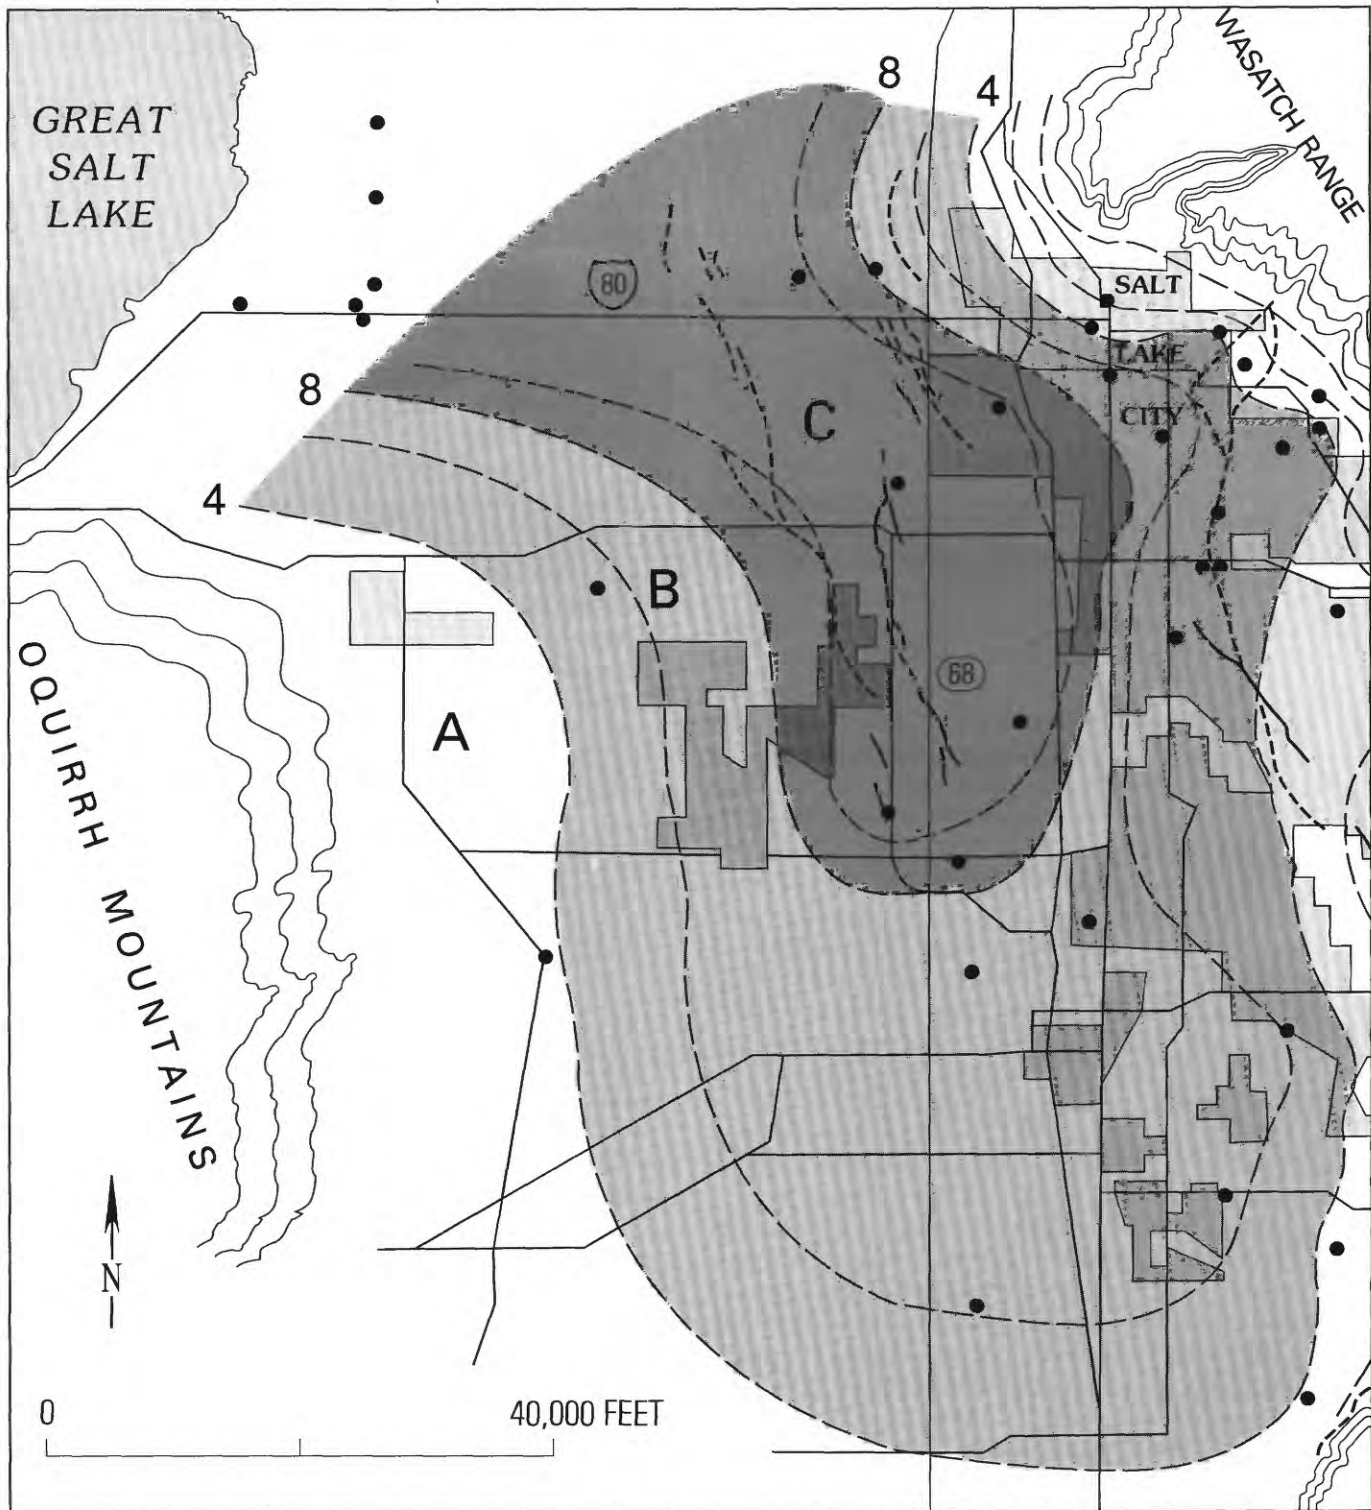 8
4
WASATCH RANGE
GREAT
SALT
LAKE
80
SALT
LAKE
CITY
8
C
4
B
68
A
OQUIRRH MOUNTAINS
N
0
40,000 FEET